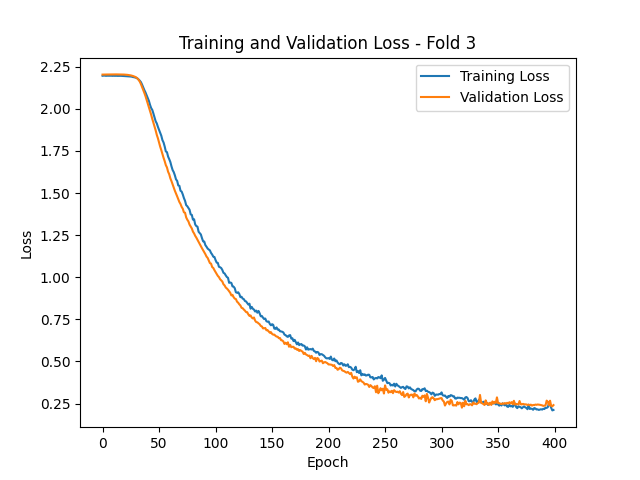 Training and Validation Loss - Fold 3
Training Loss
Validation Loss
2.25
2.00
1.75
1.50
1.25
1.00
0.75
0.50
0.25
Loss
0 50 100 150 200 250 300 350 400
Epoch